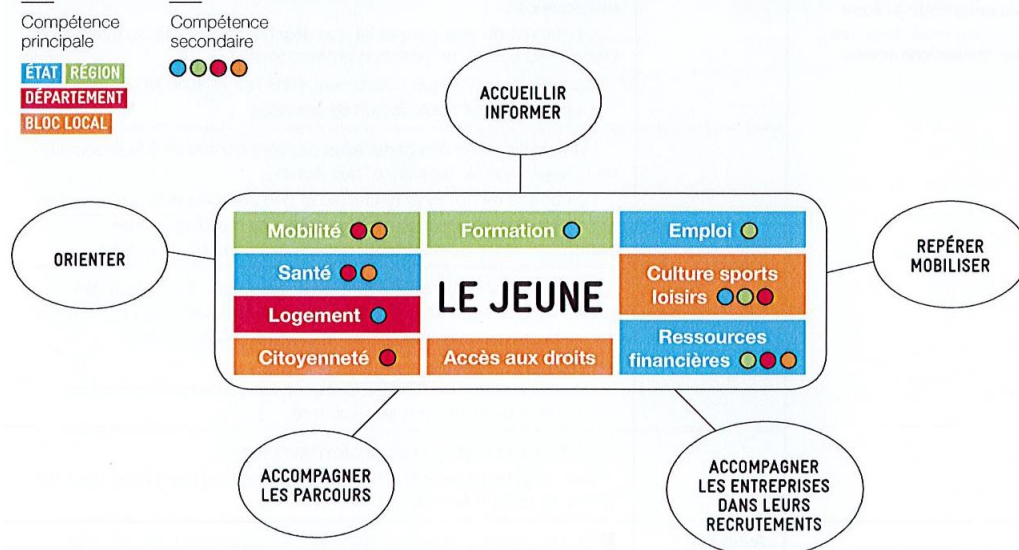 Compétence
principale
Compétence
secondaire
ÉTAT RÉGION
DÉPARTEMENT
BLOC LOCAL
ACCUEILLIR
INFORMER
ORIENTER
REPÉRER
MOBILISER
Mobilité
Formation
Emploi
Santé
Culture sports
loisirs
Logement
LE JEUNE
Ressources
financières
Citoyenneté
Accès aux droits
ACCOMPAGNER
LES PARCOURS
ACCOMPAGNER
LES ENTREPRISES
DANS LEURS
RECRUTEMENTS